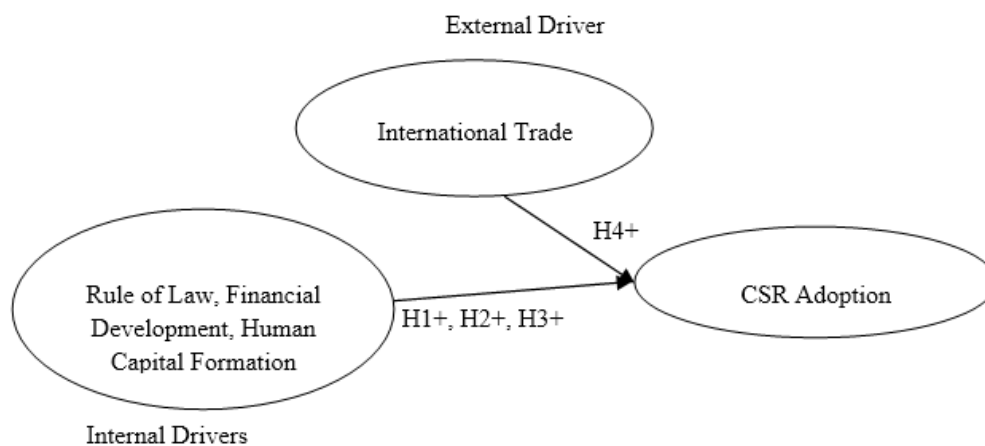 External Driver
International Trade
H4+
Rule of Law, Financial
Development, Human
Capital Formation
H1+, H2+, H3+
CSR Adoption
Internal Drivers